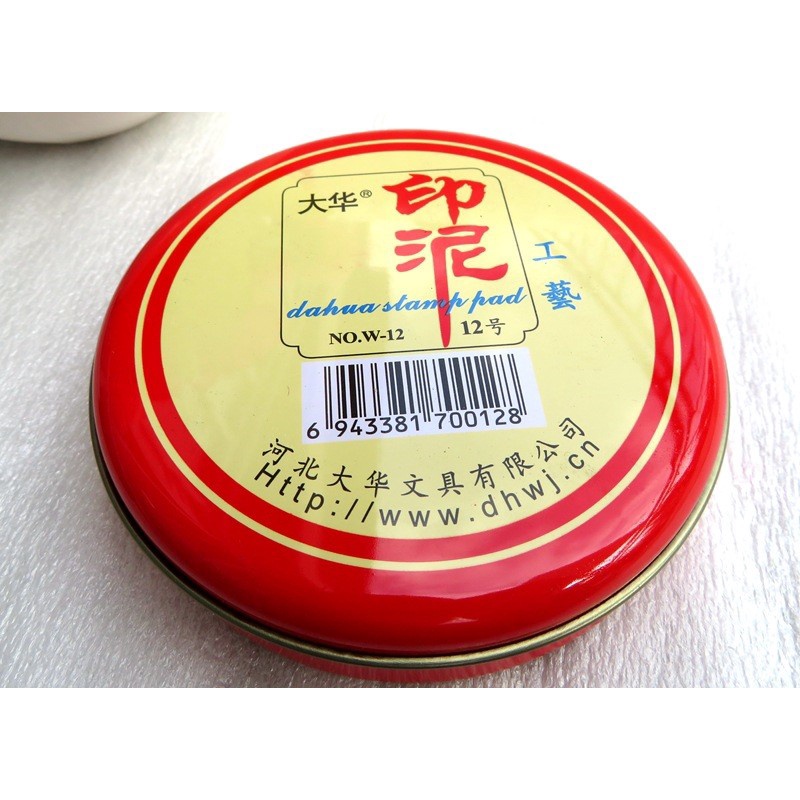 大华®
印泥
工藝
dahua stamp pad
NO.W-12 12号
6 943381 700128
河北大华文具有限公司
Http://www.dhwj.cn